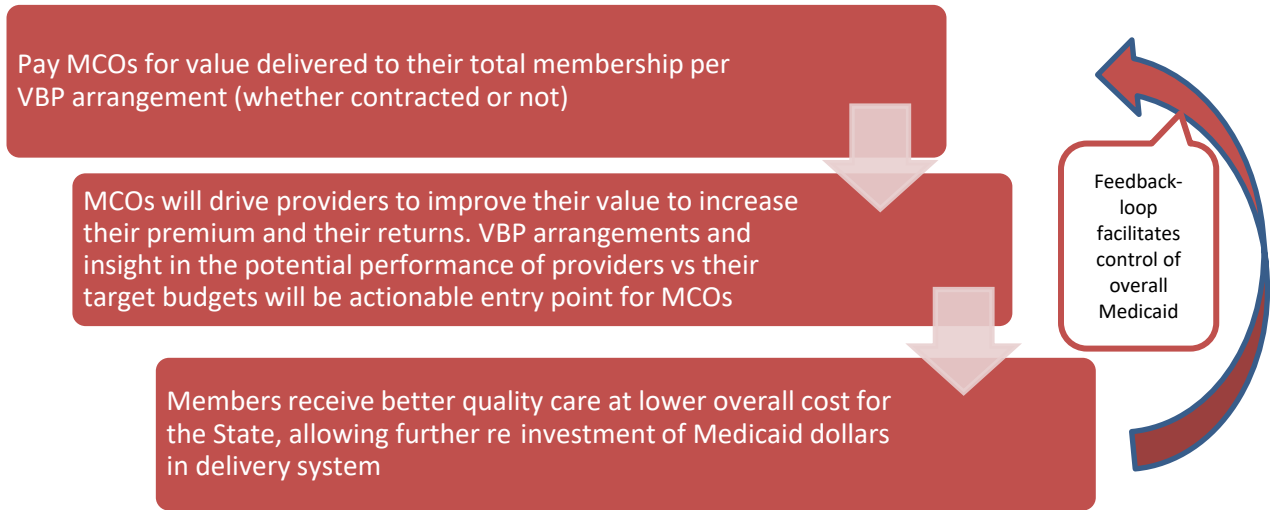 Pay MCOs for value delivered to their total membership per
VBP arrangement (whether contracted or not)
MCOs will drive providers to improve their value to increase
their premium and their returns. VBP arrangements and
insight in the potential performance of providers vs their
target budgets will be actionable entry point for MCOs
Members receive better quality care at lower overall cost for
the State, allowing further re investment of Medicaid dollars
in delivery system
Feedback-
loop
facilitates
control of
overall
Medicaid